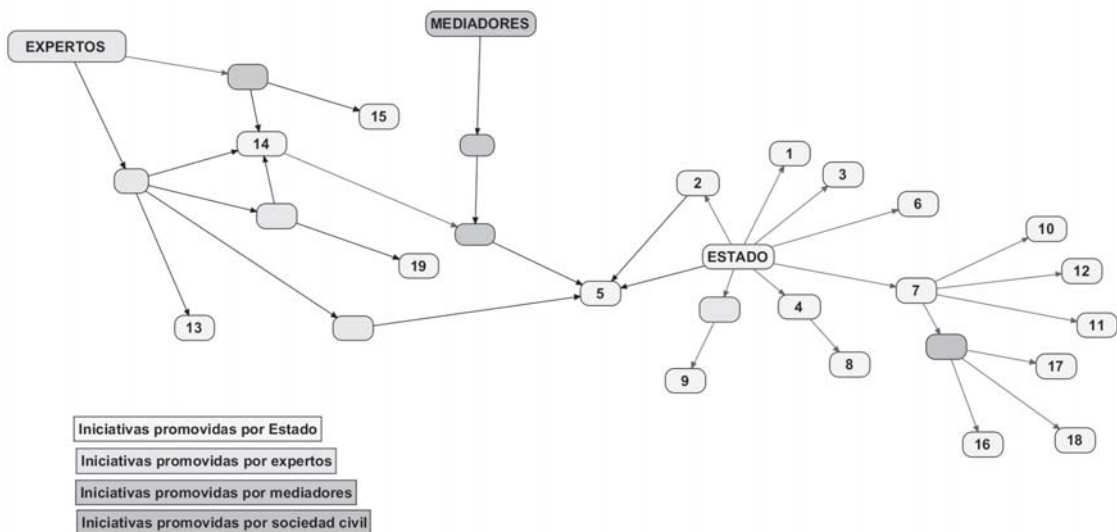 MEDIADORES
EXPERTOS
15
14
1
3
2
6
10
ESTADO
19
12
5
7
4
13
11
8
17
9
16
18
Iniciativas promovidas por Estado
Iniciativas promovidas por expertos
Iniciativas promovidas por mediadores
Iniciativas promovidas por sociedad civil